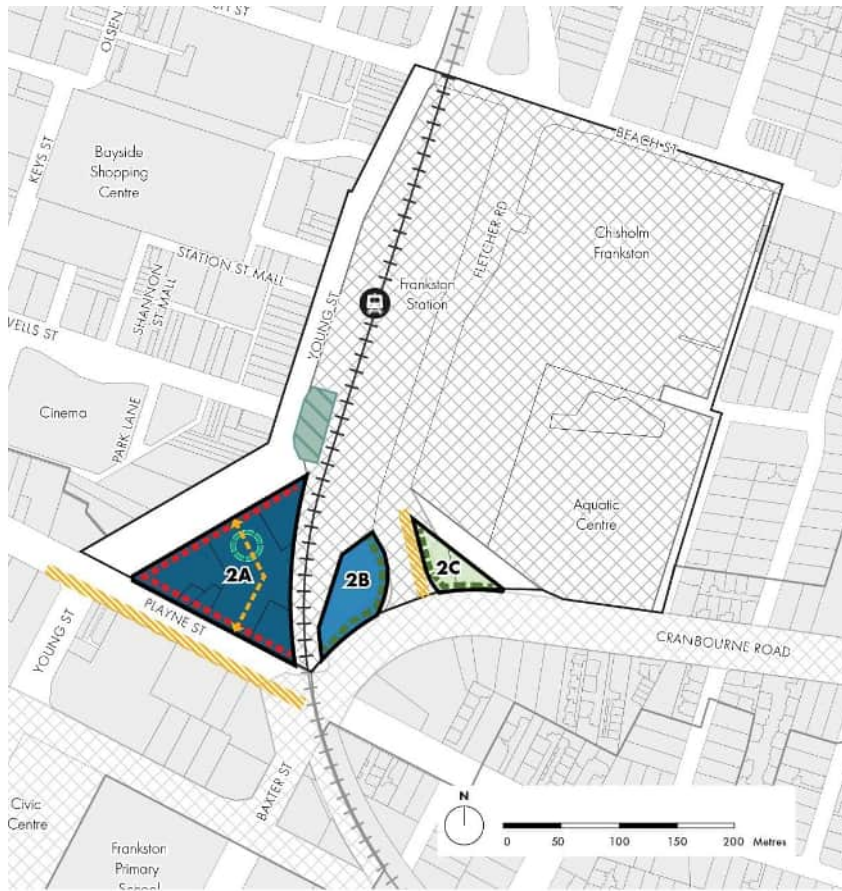 OLSEN
KEYS ST
Bayside
Shopping
Centre
BEACH ST
Chisholm
Frankston
FLETCHER RD
STATION ST MALL
SHANNON
ST MALL
YOUNG ST
Frankston
Station
Cinema
PARK LANE
Aquatic
Centre
2A
2B
2C
PLAYNE ST
YOUNG ST
CRANBOURNE ROAD
BAXTER ST
Civic
Centre
Frankston
Primary
School
N
0 50 100 150 200 Metres